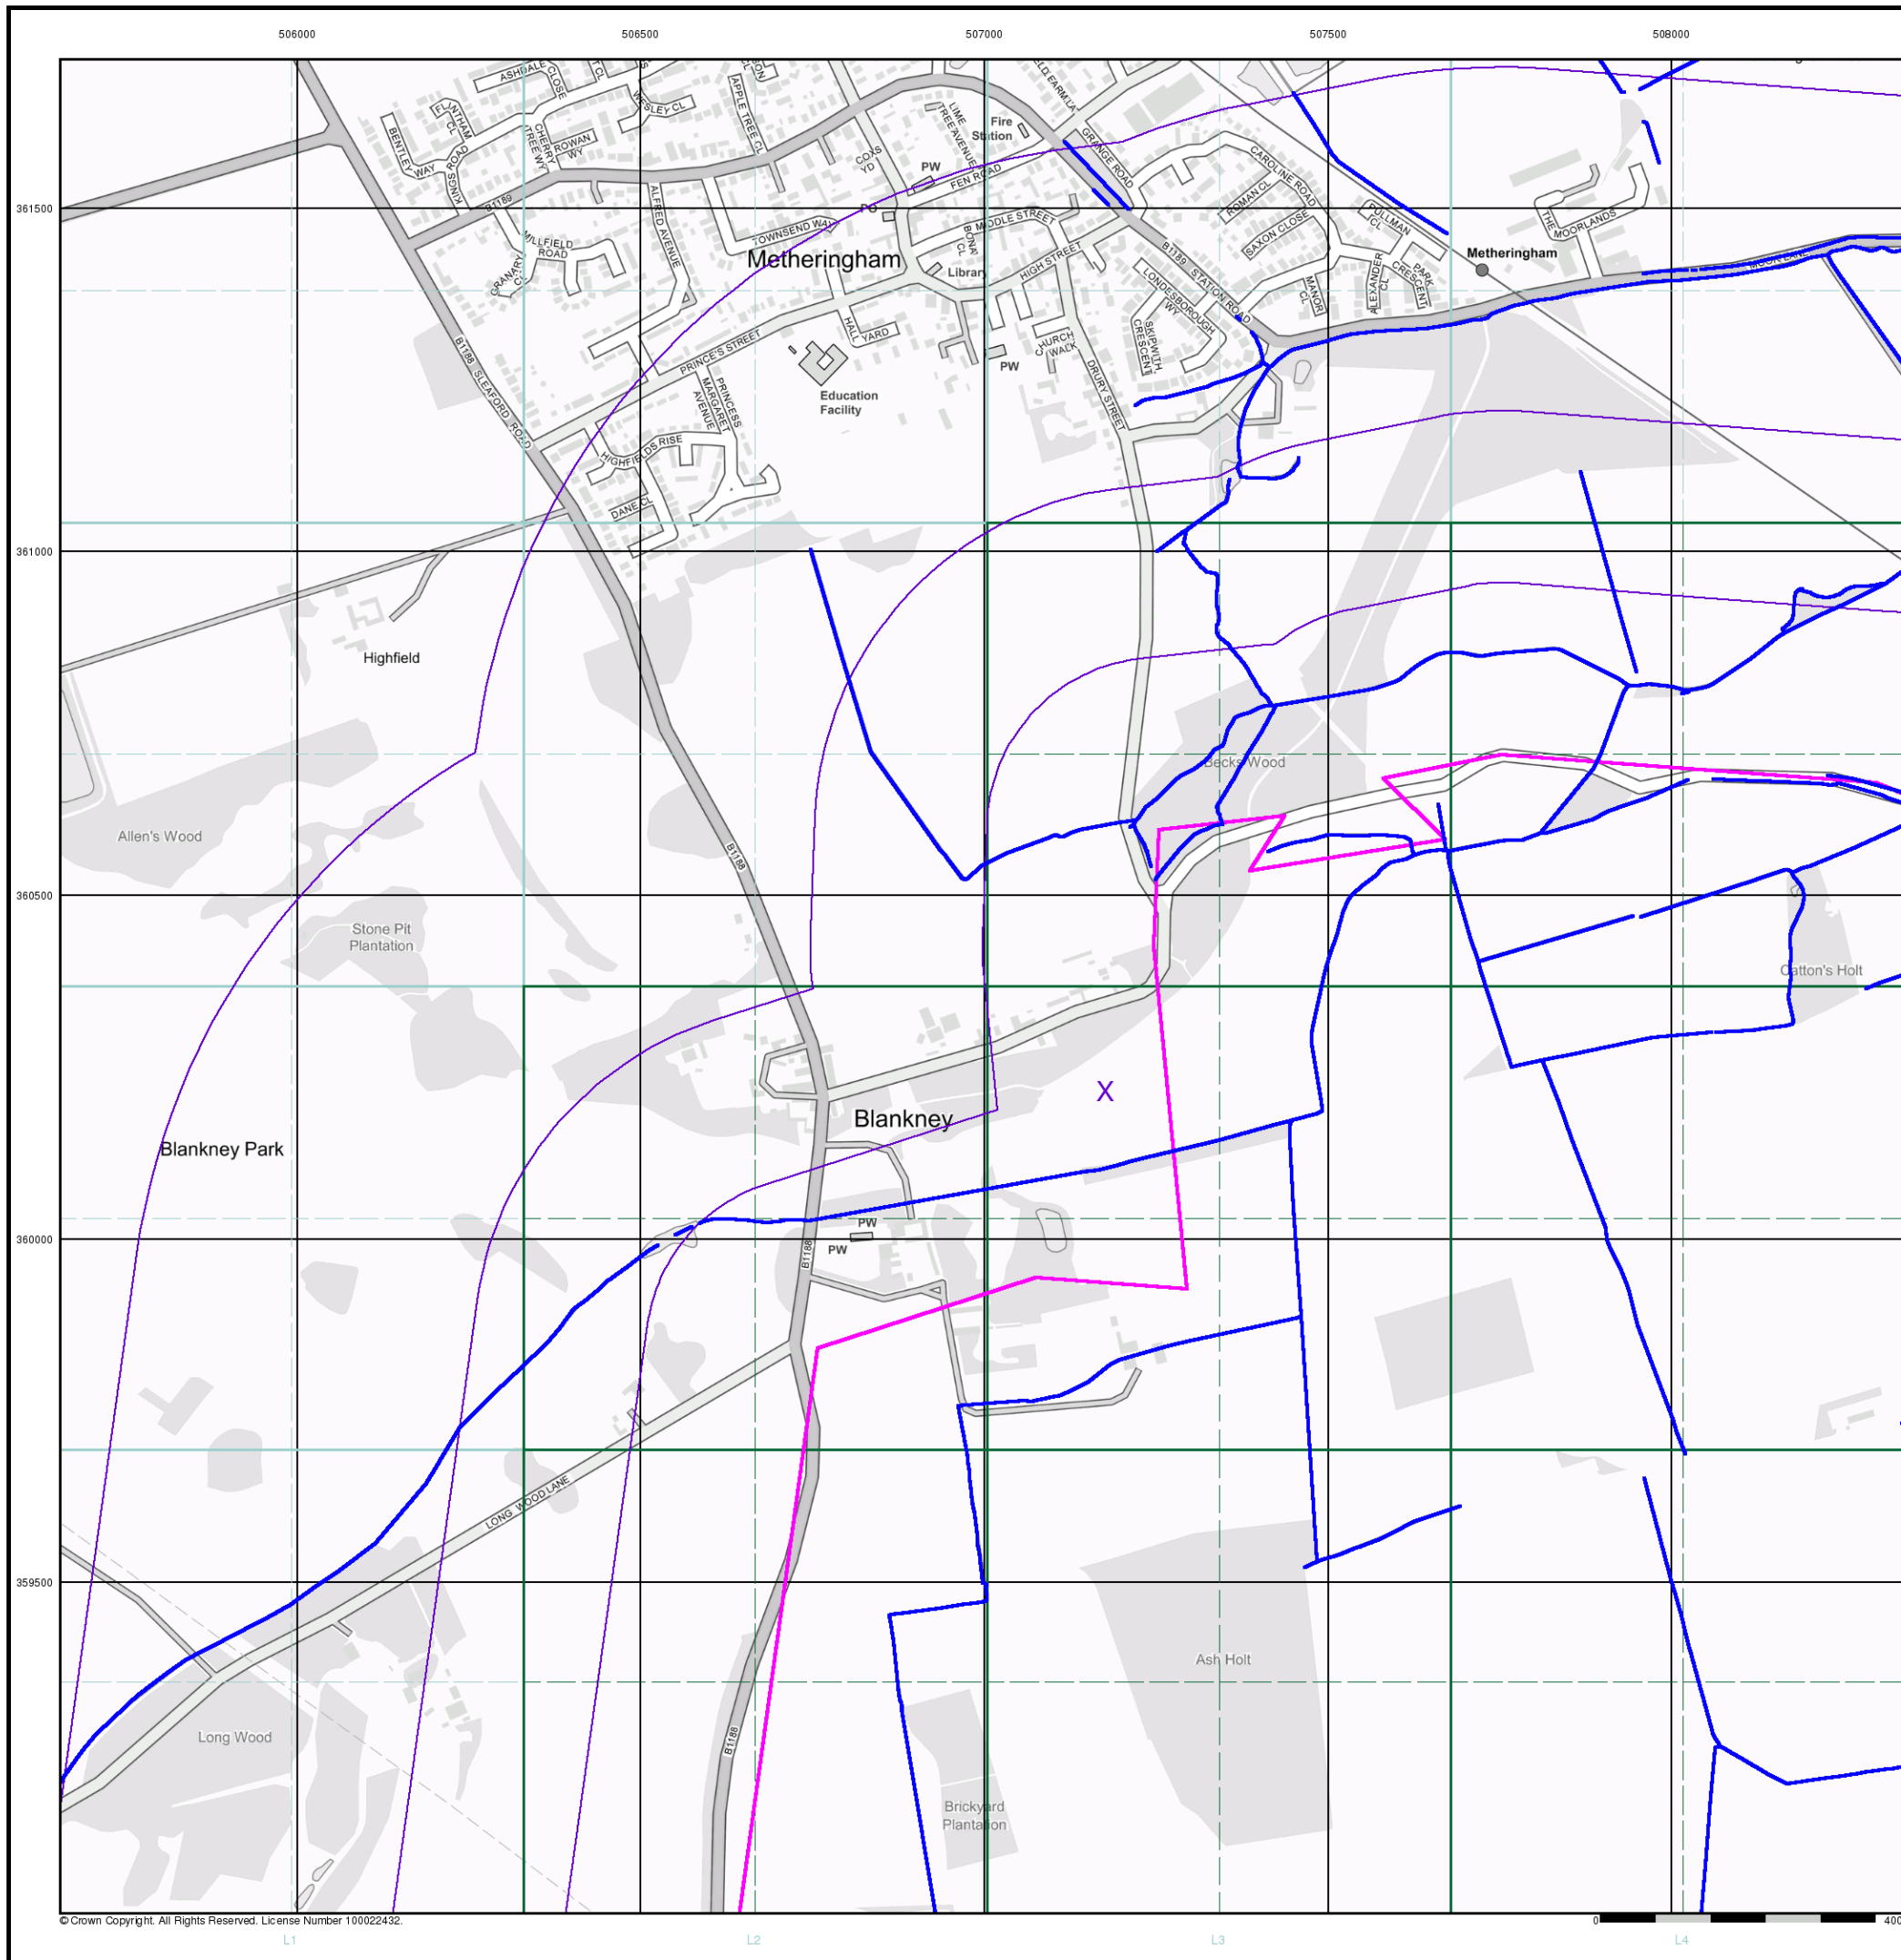 506000
506500
507000
507500
508000
361500
361000
360500
360000
359500
ASHDALE
CLOSE
WESLEY CL
APPLE TREE CL
LIME
TREE AVENUE
Fire
Station
GRANGE ROAD
CAROLINE ROAD
ROMAN CL
SAXON CLOSE
PULLMAN
CL
THE
MOORLANDS
BENTLEY
WAY
KINGS
ROAD
CHERRY
TREE WY
ROWAN
WY
COXS
YD
PW
FEN ROAD
PO
MIDDLE STREET
B1189
ALFRED AVENUE
TOWNSEND WAY
Metheringham
HIGH STREET
Library
B1189 STATION ROAD
Metheringham
MILLFIELD
ROAD
GRANARY
CL
MANOR
CL
ALEXANDER
CL
PARK
CRESCENT
LONDESBOROUGH
WY
SKIPWITH
CRESCENT
HALL
YARD
CHURCH
WALK
PW
PRINCE'S STREET
Education
Facility
DRURY STREET
B1188 SLEAFORD ROAD
PRINCESS
MARGARET
AVENUE
HIGHFIELDS RISE
DANE CL
Highfield
Allen's Wood
Becks Wood
B1188
Stone Pit
Plantation
Catton's Holt
X
Blankney
Blankney Park
PW
PW
B1188
LONG WOOD LANE
Ash Holt
Long Wood
B1188
Brickyard
Plantation
© Crown Copyright. All Rights Reserved. License Number 100022432.
0
400
L1
L2
L3
L4